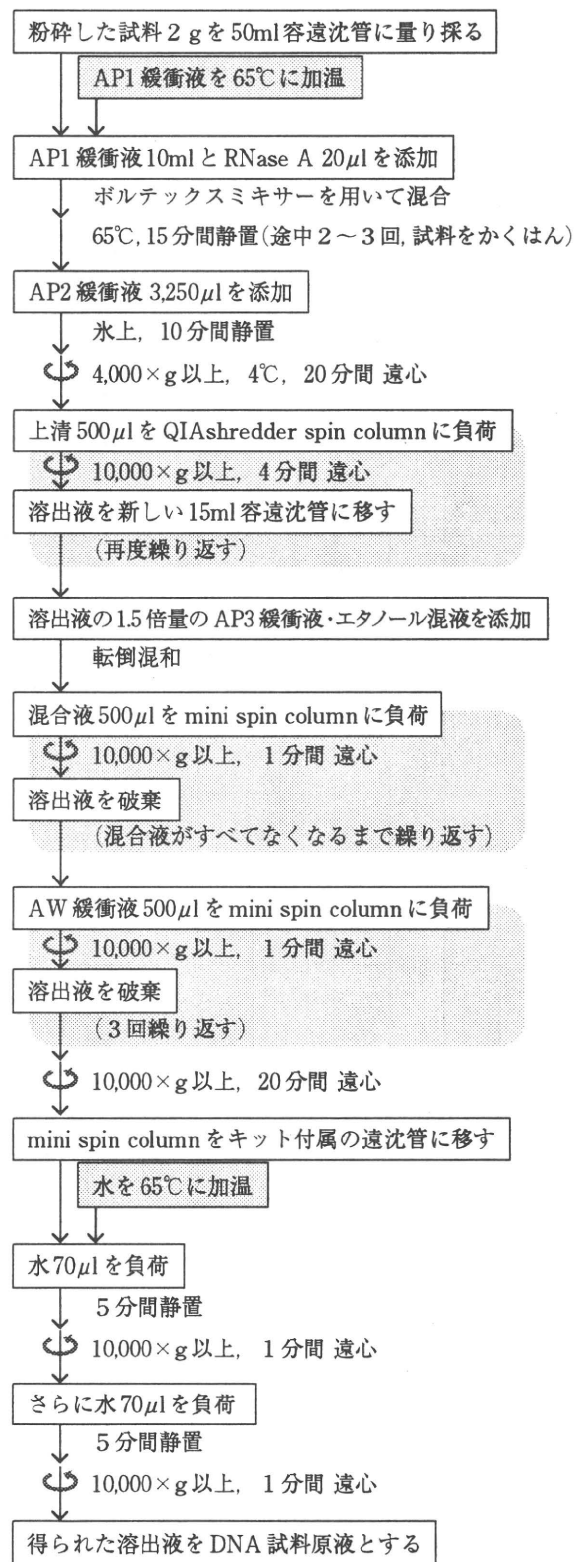 粉砕した試料2gを50ml容遠沈管に量り採る
AP1緩衝液を65℃に加温
AP1緩衝液10mlとRNase A 20μlを添加
ボルテックスミキサーを用いて混合
65℃, 15分間静置(途中2～3回, 試料をかくはん)
AP2緩衝液 3,250μlを添加
氷上, 10分間静置
4,000×g以上, 4℃, 20分間 遠心
上清500μlをQIAshredder spin columnに負荷
10,000×g以上, 4分間 遠心
溶出液を新しい15ml容遠沈管に移す
(再度繰り返す)
溶出液の1.5倍量のAP3緩衝液・エタノール混液を添加
転倒混和
混合液500μlをmini spin columnに負荷
10,000×g以上, 1分間 遠心
溶出液を破棄
(混合液がすべてなくなるまで繰り返す)
AW緩衝液500μlをmini spin columnに負荷
10,000×g以上, 1分間 遠心
溶出液を破棄
(3回繰り返す)
10,000×g以上, 20分間 遠心
mini spin columnをキット付属の遠沈管に移す
水を65℃に加温
水70μlを負荷
5分間静置
10,000×g以上, 1分間 遠心
さらに水70μlを負荷
5分間静置
10,000×g以上, 1分間 遠心
得られた溶出液をDNA試料原液とする